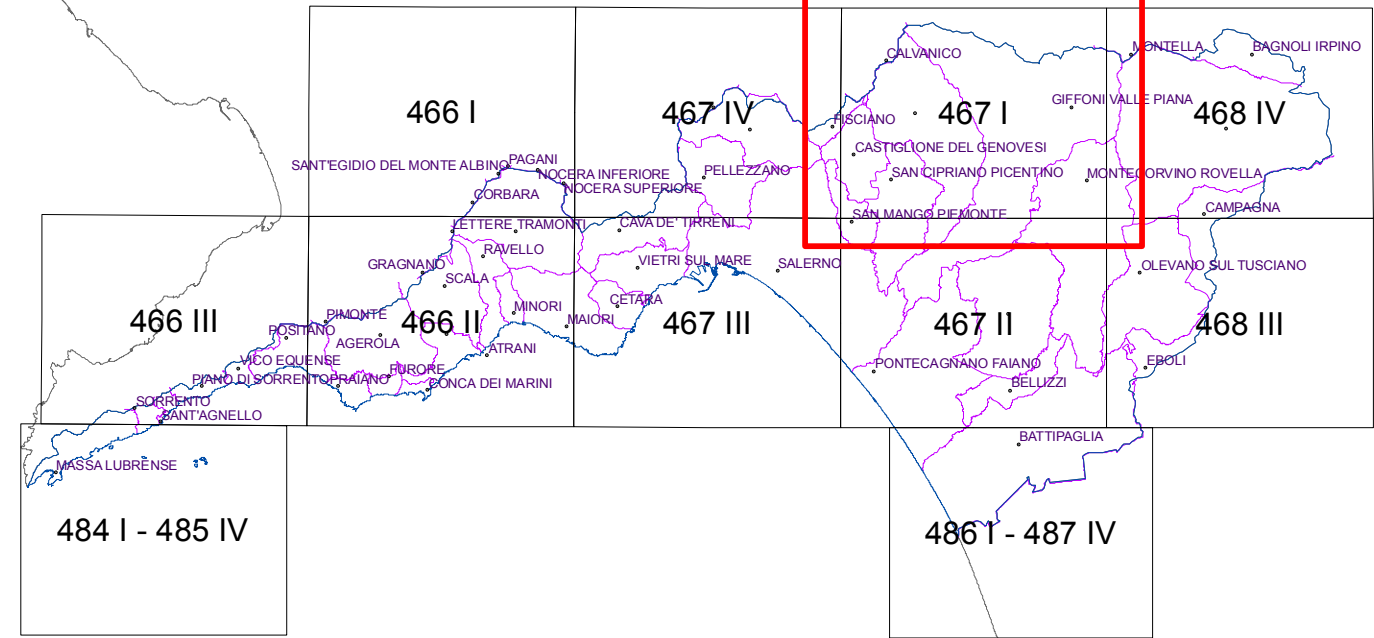 MONTELLA
BAGNOLI IRPINO
CALVANICO
466 I
467 IV
467 I
GIFFONI VALLE PIANA
468 IV
FISCIANO
CASTIGLIONE DEL GENOVESI
SANT'EGIDIO DEL MONTE ALBINO
PAGANI
NOCERA INFERIORE
PELLEZZANO
SAN CIPRIANO PICENTINO
MONTECORVINO ROVELLA
NOCERA SUPERIORE
CORBARA
CAMPAGNA
SAN MANGO PIEMONTE
LETTERE
TRAMONTI
CAVA DE' TIRRENI
RAVELLO
GRAGNANO
VIETRI SUL MARE
SALERNO
OLEVANO SUL TUSCIANO
SCALA
CETARA
MINORI
PIMONTE
MAIORI
466 III
466 II
467 III
467 II
468 III
POSITANO
AGEROLA
ATRANI
VICO EQUENSE
FURORE
PONTECAGNANO FAIANO
EBOLI
PIANO DI SORRENTO
PRAIANO
CONCA DEI MARINI
BELLIZZI
SORRENTO
SANT'AGNELLO
BATTIPAGLIA
MASSA LUBRENSE
484 I - 485 IV
486 I - 487 IV